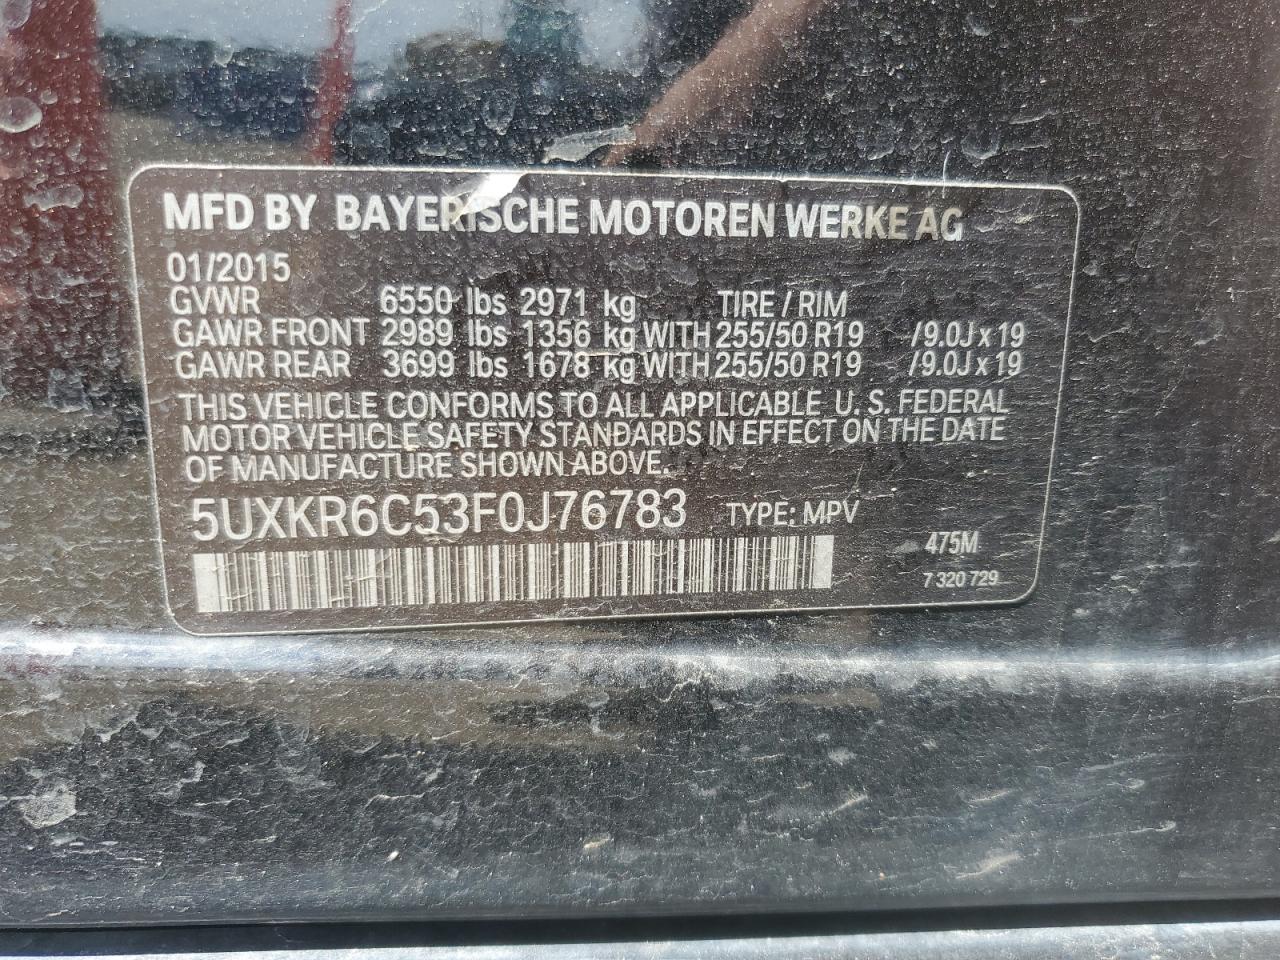 MFD BY BAYERISCHE MOTOREN WERKE AG
01/2015
GVWR 6550 lbs 2971 kg TIRE / RIM
GAWR FRONT 2989 lbs 1356 kg WITH 255/50 R19 /9.0J x 19
GAWR REAR 3699 lbs 1678 kg WITH 255/50 R19 /9.0J x 19
THIS VEHICLE CONFORMS TO ALL APPLICABLE U. S. FEDERAL
MOTOR VEHICLE SAFETY STANDARDS IN EFFECT ON THE DATE
OF MANUFACTURE SHOWN ABOVE.
5UXKR6C53F0J76783 TYPE: MPV
475M
7 320 729